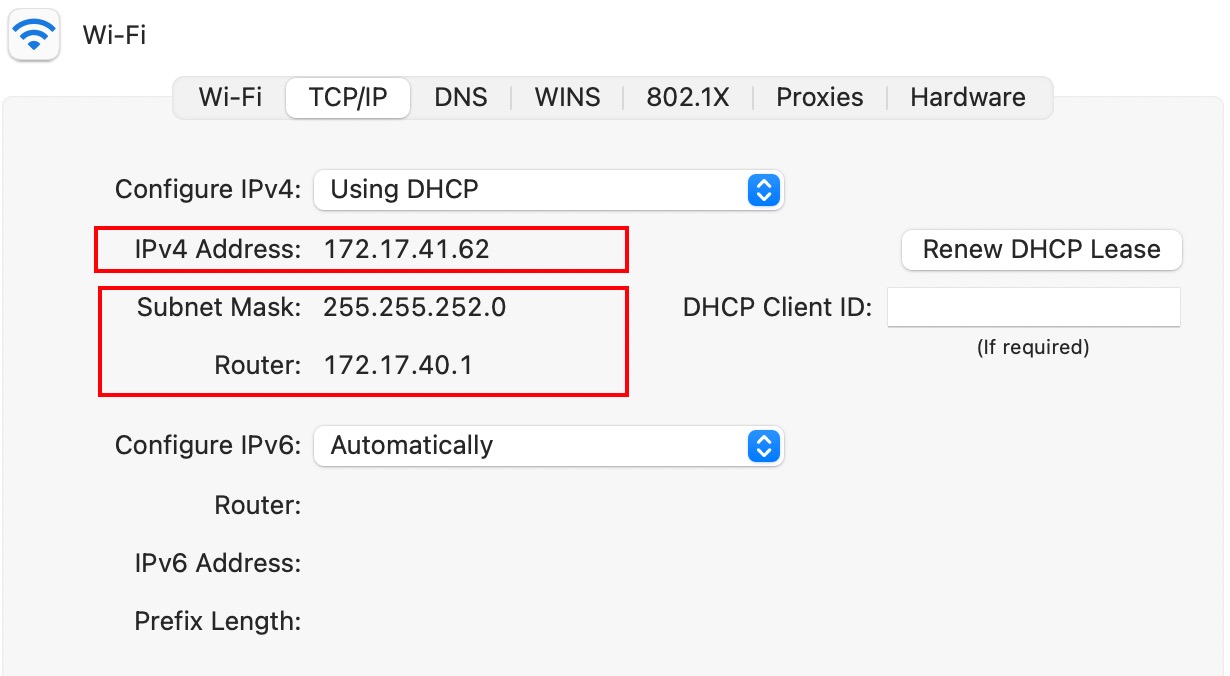 Wi-Fi
Wi-Fi TCP/IP DNS WINS 802.1X Proxies Hardware
Configure IPv4: Using DHCP
IPv4 Address: 172.17.41.62 Renew DHCP Lease
Subnet Mask: 255.255.252.0 DHCP Client ID:
(If required)
Router: 172.17.40.1
Configure IPv6: Automatically
Router:
IPv6 Address:
Prefix Length: